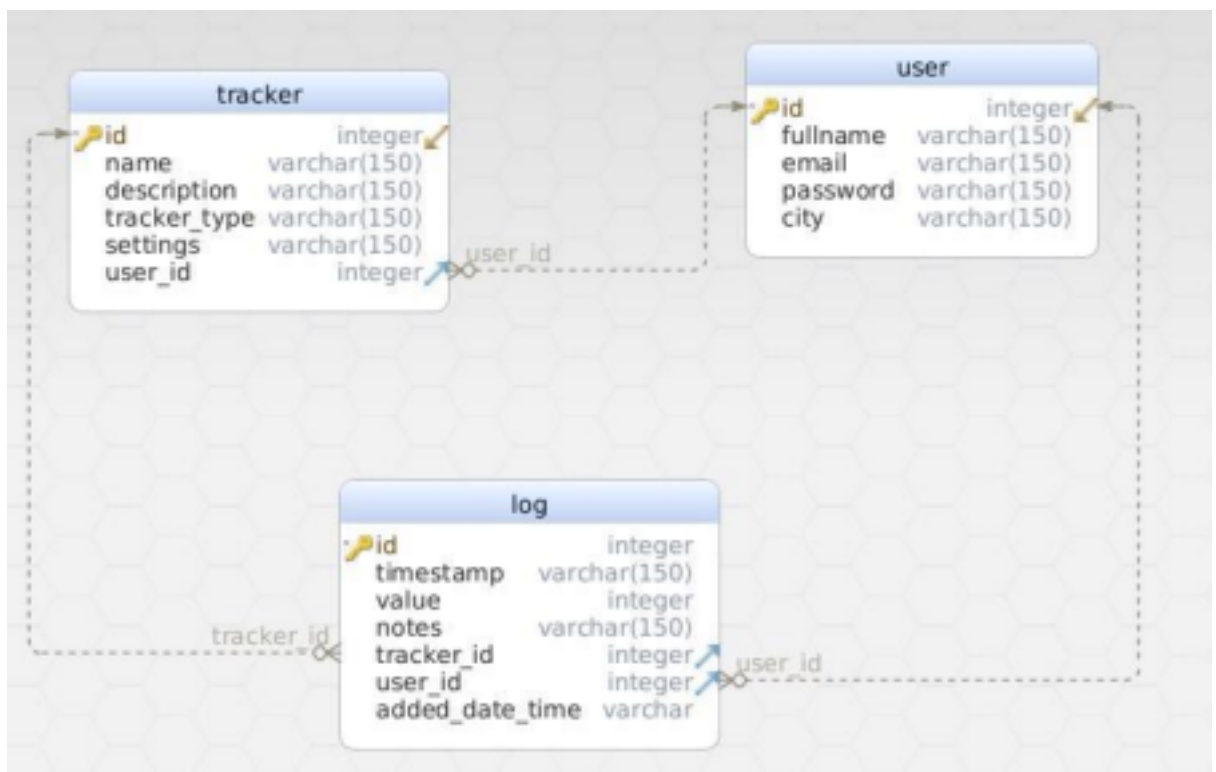 tracker
id integer
name varchar(150)
description varchar(150)
tracker_type varchar(150)
settings varchar(150)
user_id integer
user_id
user
id integer
fullname varchar(150)
email varchar(150)
password varchar(150)
city varchar(150)
log
id integer
timestamp varchar(150)
value integer
notes varchar(150)
tracker_id integer
user_id integer
added_date_time varchar
tracker_id
user_id